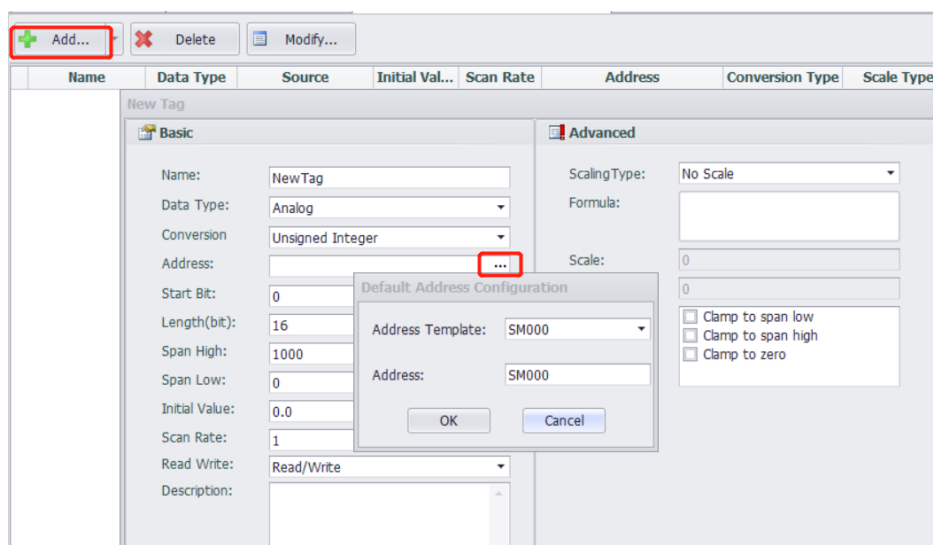 Add... Delete Modify...
Name Data Type Source Initial Val... Scan Rate Address Conversion Type Scale Type
New Tag
Basic
Advanced
Name: NewTag
Data Type: Analog
Conversion Unsigned Integer
Address: ...
Start Bit: 0
Length(bit): 16
Span High: 1000
Span Low: 0
Initial Value: 0.0
Scan Rate: 1
Read Write: Read/Write
Description:
ScalingType: No Scale
Formula:
Scale: 0
0
Clamp to span low
Clamp to span high
Clamp to zero
Default Address Configuration
Address Template: SM000
Address: SM000
OK Cancel